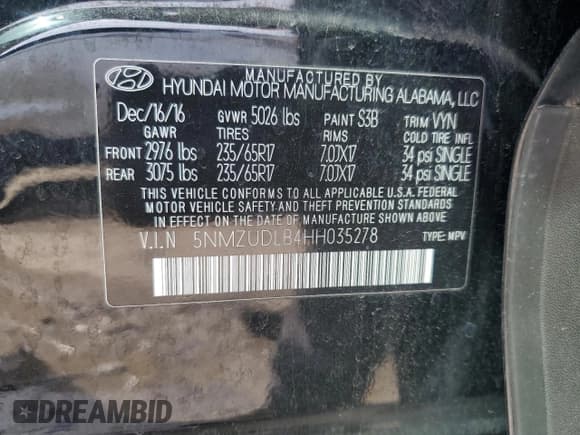 MANUFACTURED BY
HYUNDAI MOTOR MANUFACTURING ALABAMA, LLC
Dec/16/16 GVWR 5026 lbs PAINT S3B TRIM VYN
GAWR TIRES RIMS COLD TIRE INFL
FRONT 2976 lbs 235/65R17 7.0JX17 34 psi SINGLE
REAR 3075 lbs 235/65R17 7.0JX17 34 psi SINGLE
THIS VEHICLE CONFORMS TO ALL APPLICABLE U.S.A. FEDERAL
MOTOR VEHICLE SAFETY AND THEFT PREVENTION STANDARDS
IN EFFECT ON THE DATE OF MANUFACTURE SHOWN ABOVE.
V.I.N 5NMZUDLB4HH035278 TYPE: MPV
DREAMBID